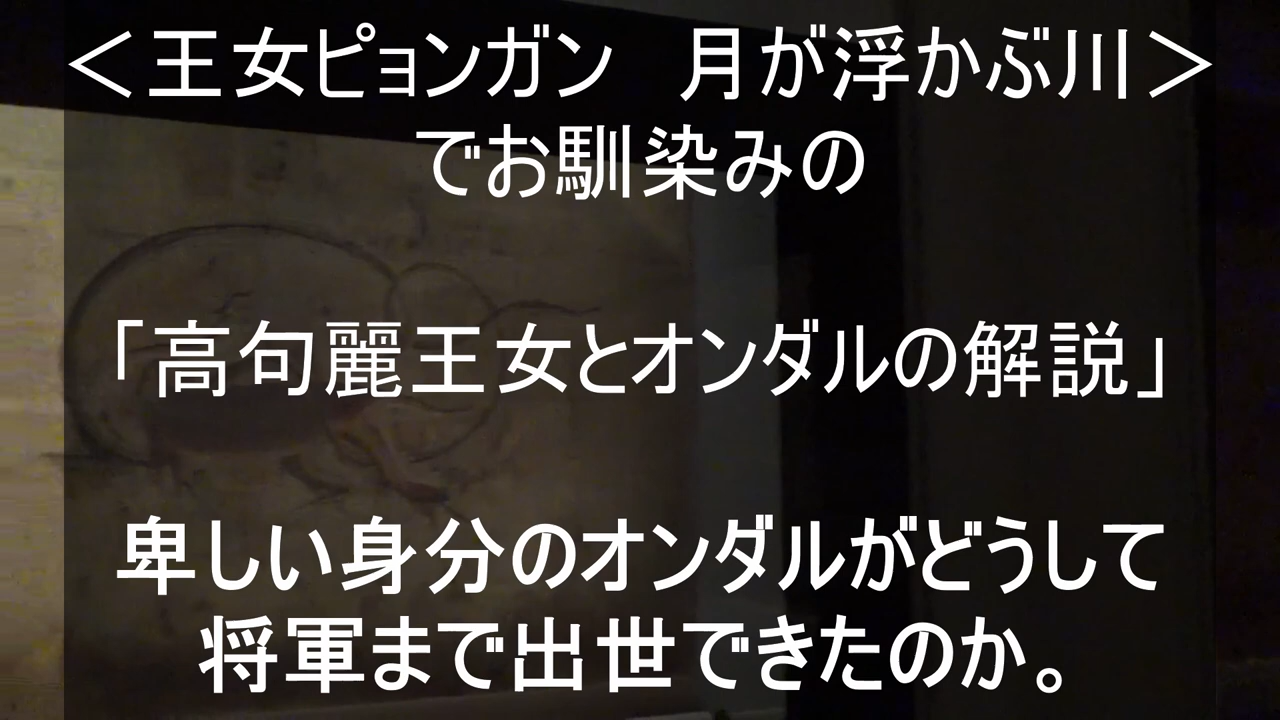 ＜王女ピョンガン　月が浮かぶ川＞
でお馴染みの
「高句麗王女とオンダルの解説」
卑しい身分のオンダルがどうして
将軍まで出世できたのか。